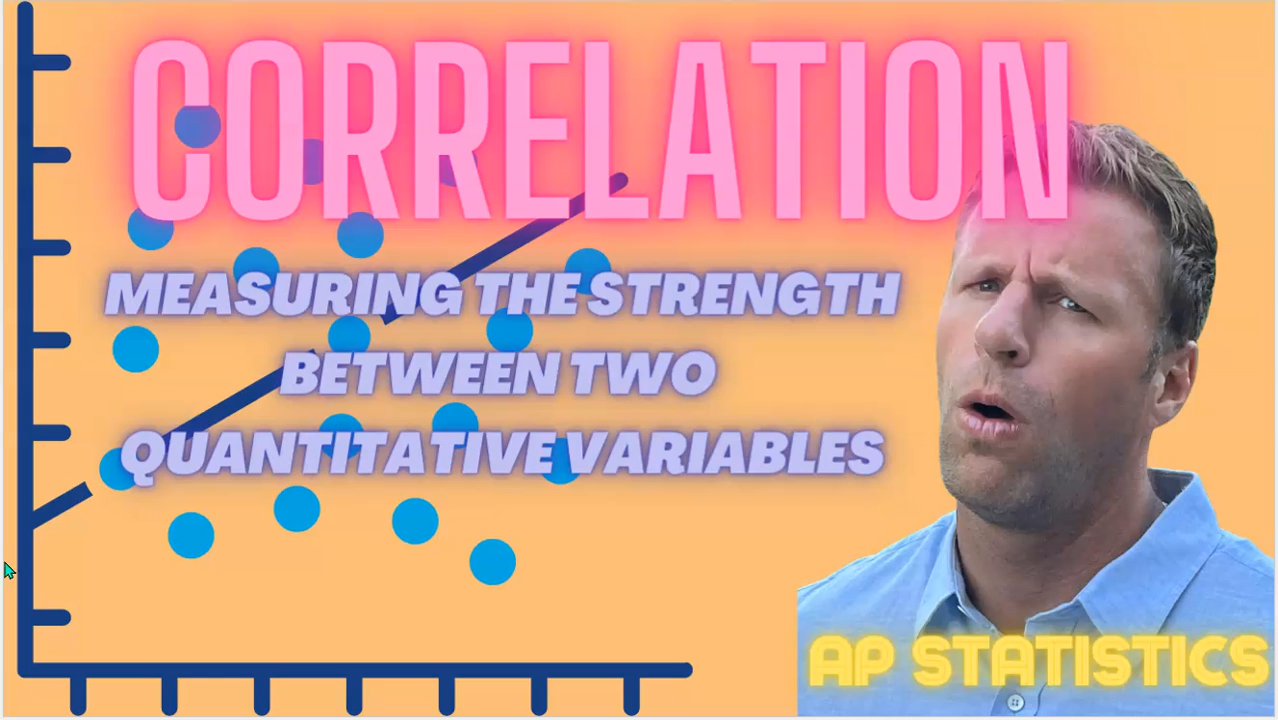 CORRELATION
MEASURING THE STRENGTH
BETWEEN TWO
QUANTITATIVE VARIABLES
AP STATISTICS